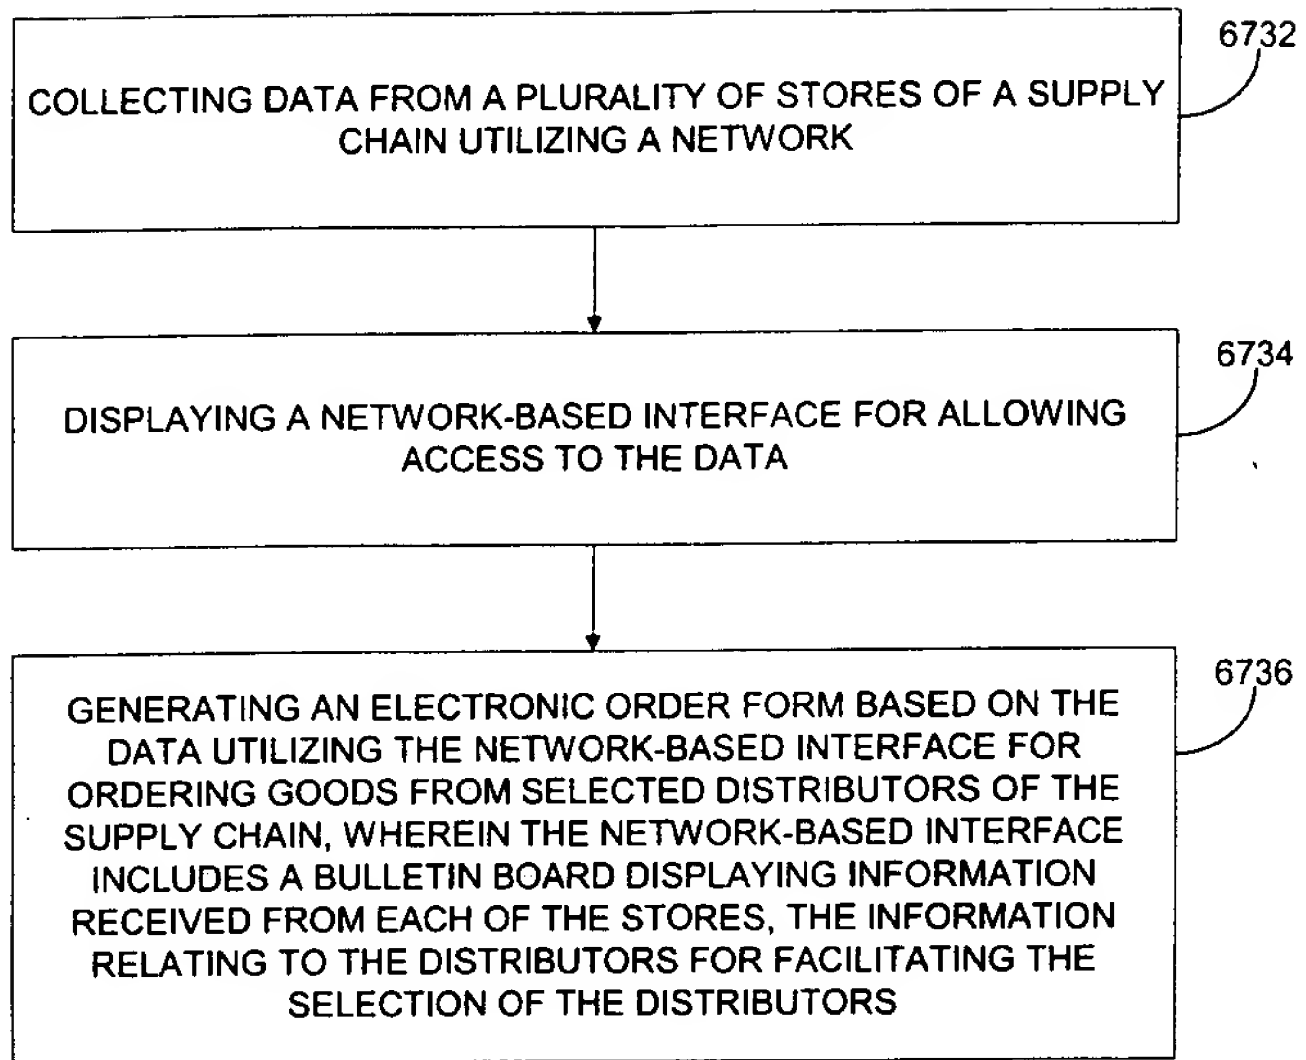 6732
COLLECTING DATA FROM A PLURALITY OF STORES OF A SUPPLY
CHAIN UTILIZING A NETWORK
6734
DISPLAYING A NETWORK-BASED INTERFACE FOR ALLOWING
ACCESS TO THE DATA
6736
GENERATING AN ELECTRONIC ORDER FORM BASED ON THE
DATA UTILIZING THE NETWORK-BASED INTERFACE FOR
ORDERING GOODS FROM SELECTED DISTRIBUTORS OF THE
SUPPLY CHAIN, WHEREIN THE NETWORK-BASED INTERFACE
INCLUDES A BULLETIN BOARD DISPLAYING INFORMATION
RECEIVED FROM EACH OF THE STORES, THE INFORMATION
RELATING TO THE DISTRIBUTORS FOR FACILITATING THE
SELECTION OF THE DISTRIBUTORS